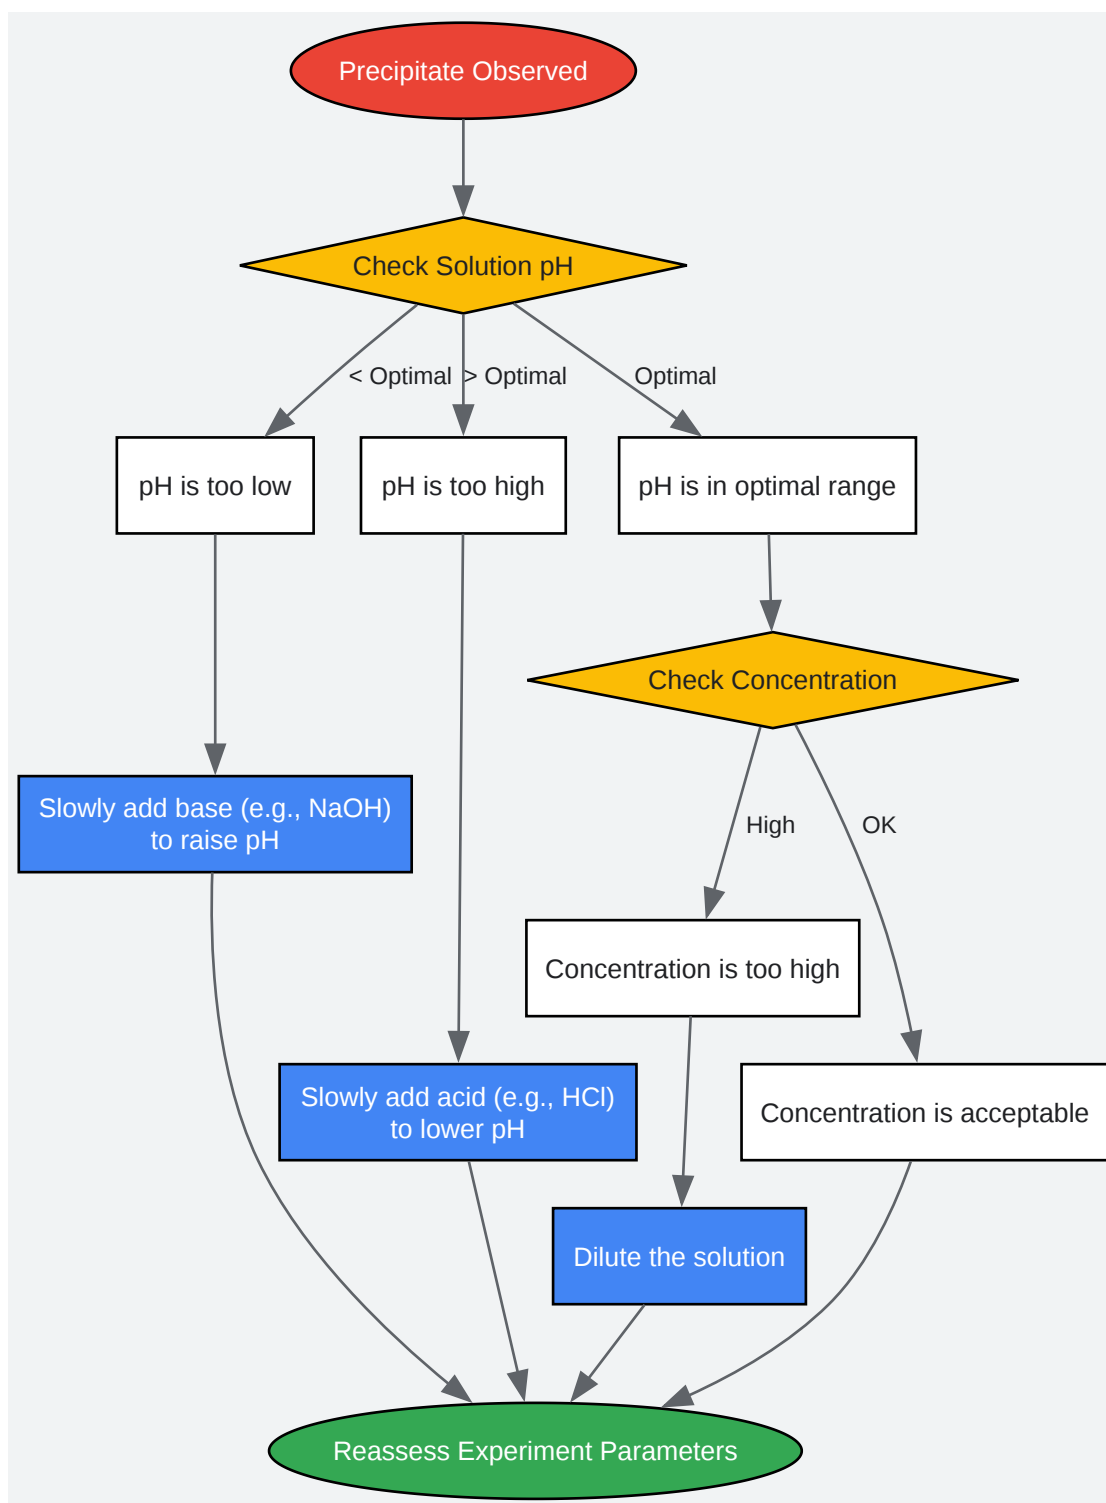 Precipitate Observed
Check Solution pH
< Optimal
> Optimal
Optimal
pH is too low
pH is too high
pH is in optimal range
Check Concentration
Slowly add base (e.g., NaOH)
to raise pH
High
OK
Concentration is too high
Slowly add acid (e.g., HCl)
to lower pH
Concentration is acceptable
Dilute the solution
Reassess Experiment Parameters